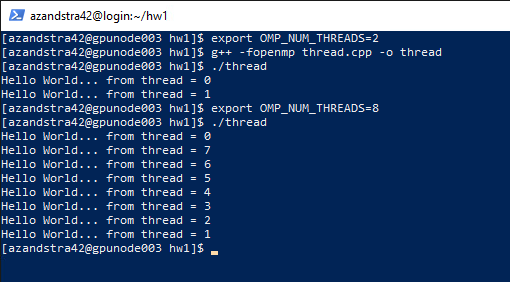 azandstra42@login:~/hw1
[azandstra42@gpunode003 hw1]$ export OMP_NUM_THREADS=2
[azandstra42@gpunode003 hw1]$ g++ -fopenmp thread.cpp -o thread
[azandstra42@gpunode003 hw1]$ ./thread
Hello World... from thread = 0
Hello World... from thread = 1
[azandstra42@gpunode003 hw1]$ export OMP_NUM_THREADS=8
[azandstra42@gpunode003 hw1]$ ./thread
Hello World... from thread = 0
Hello World... from thread = 7
Hello World... from thread = 6
Hello World... from thread = 5
Hello World... from thread = 4
Hello World... from thread = 3
Hello World... from thread = 2
Hello World... from thread = 1
[azandstra42@gpunode003 hw1]$